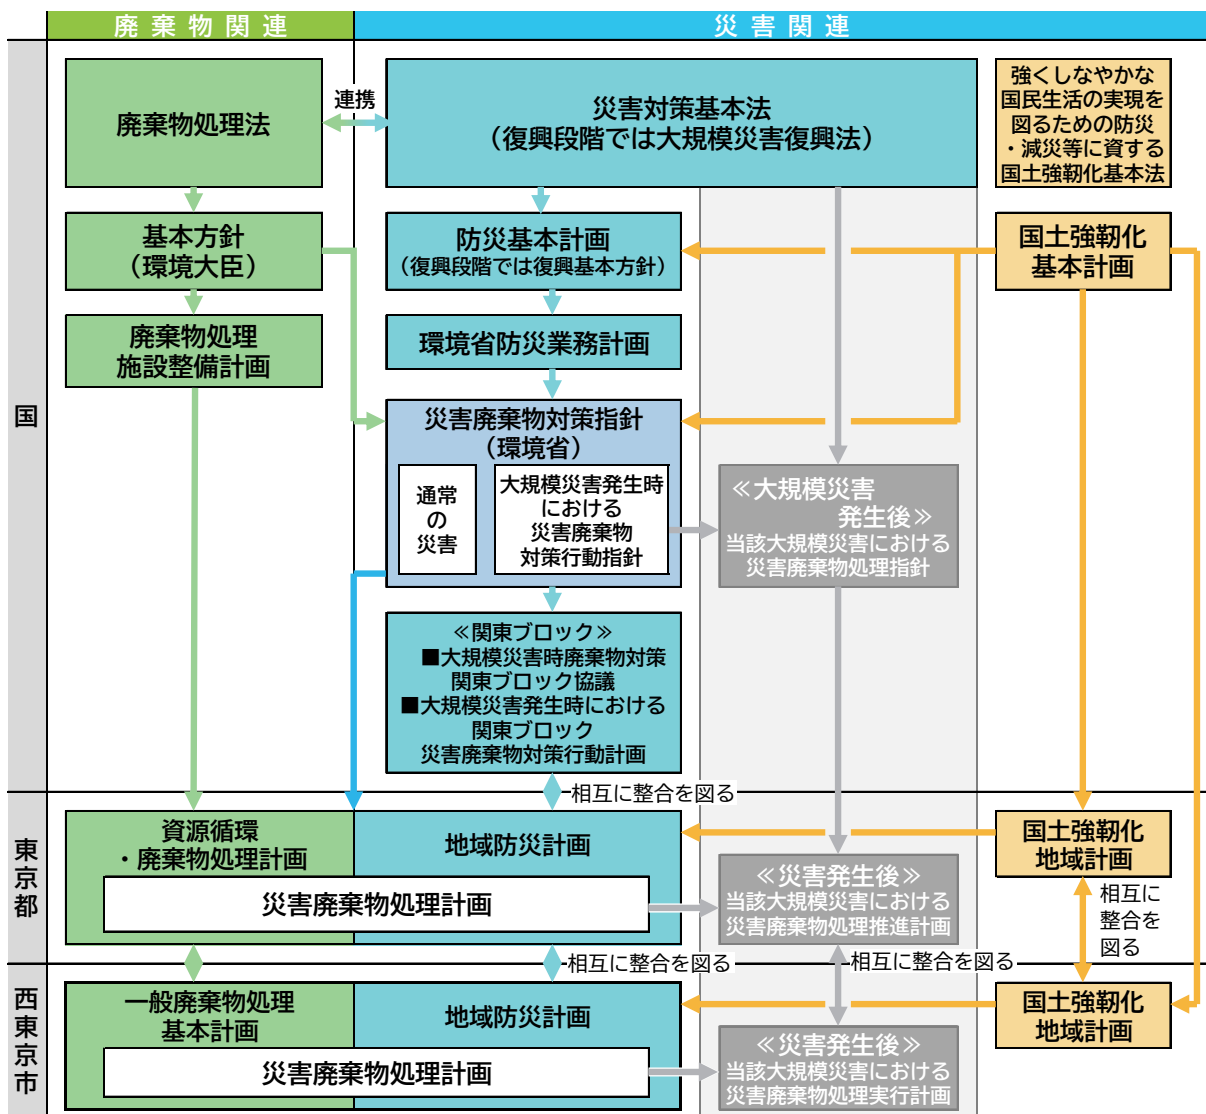 廃棄物関連
災害関連
国
廃棄物処理法
連携
災害対策基本法
（復興段階では大規模災害復興法）
強くしなやかな
国民生活の実現を
図るための防災
・減災等に資する
国土強靭化基本法
基本方針
（環境大臣）
防災基本計画
（復興段階では復興基本方針）
国土強靭化
基本計画
廃棄物処理
施設整備計画
環境省防災業務計画
災害廃棄物対策指針
（環境省）
通常
の
災害
大規模災害発生時
における
災害廃棄物
対策行動指針
≪大規模災害
発生後≫
当該大規模災害における
災害廃棄物処理指針
≪関東ブロック≫
■大規模災害時廃棄物対策
関東ブロック協議
■大規模災害発生時における
関東ブロック
災害廃棄物対策行動計画
相互に整合を図る
東京都
資源循環
・廃棄物処理計画
地域防災計画
災害廃棄物処理計画
≪災害発生後≫
当該大規模災害における
災害廃棄物処理推進計画
国土強靭化
地域計画
相互に
整合を
図る
相互に整合を図る
相互に整合を図る
西東京市
一般廃棄物処理
基本計画
地域防災計画
災害廃棄物処理計画
≪災害発生後≫
当該大規模災害における
災害廃棄物処理実行計画
国土強靭化
地域計画